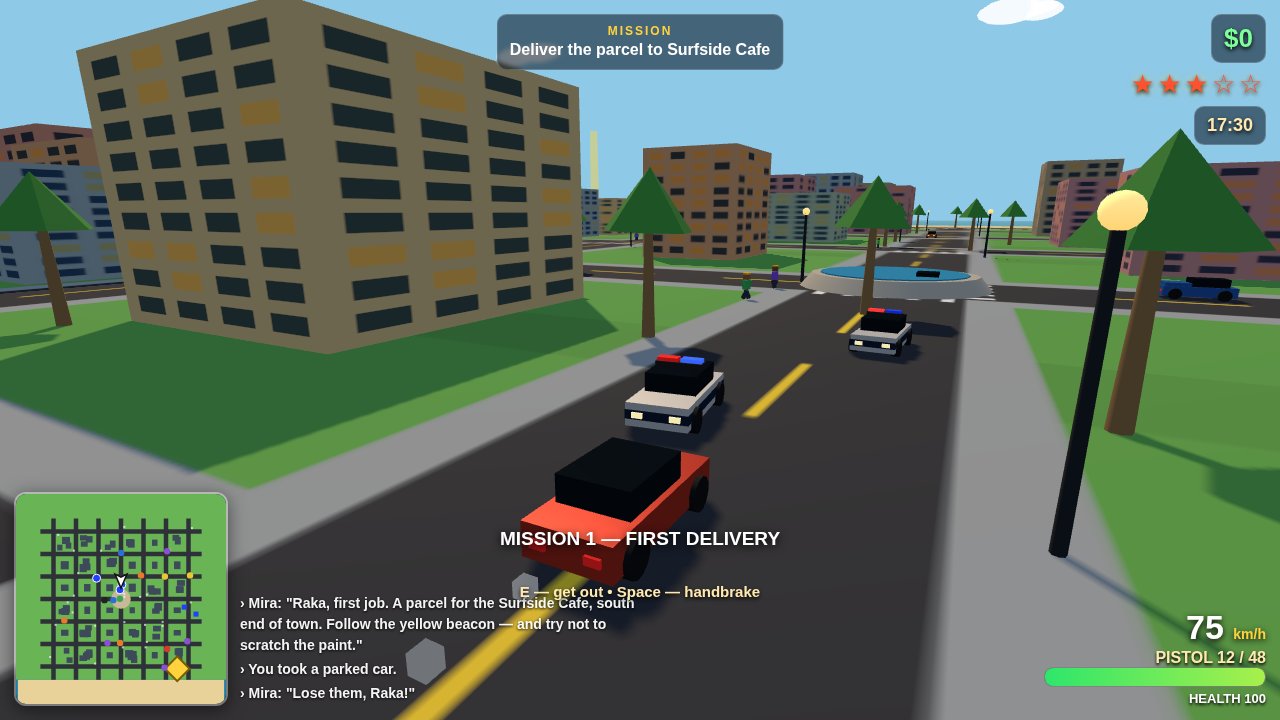 MISSION
Deliver the parcel to Surfside Cafe
$0
17:30
MISSION 1 — FIRST DELIVERY
E — get out • Space — handbrake
› Mira: "Raka, first job. A parcel for the Surfside Cafe, south
end of town. Follow the yellow beacon — and try not to
scratch the paint."
› You took a parked car.
› Mira: "Lose them, Raka!"
75 km/h
PISTOL 12 / 48
HEALTH 100